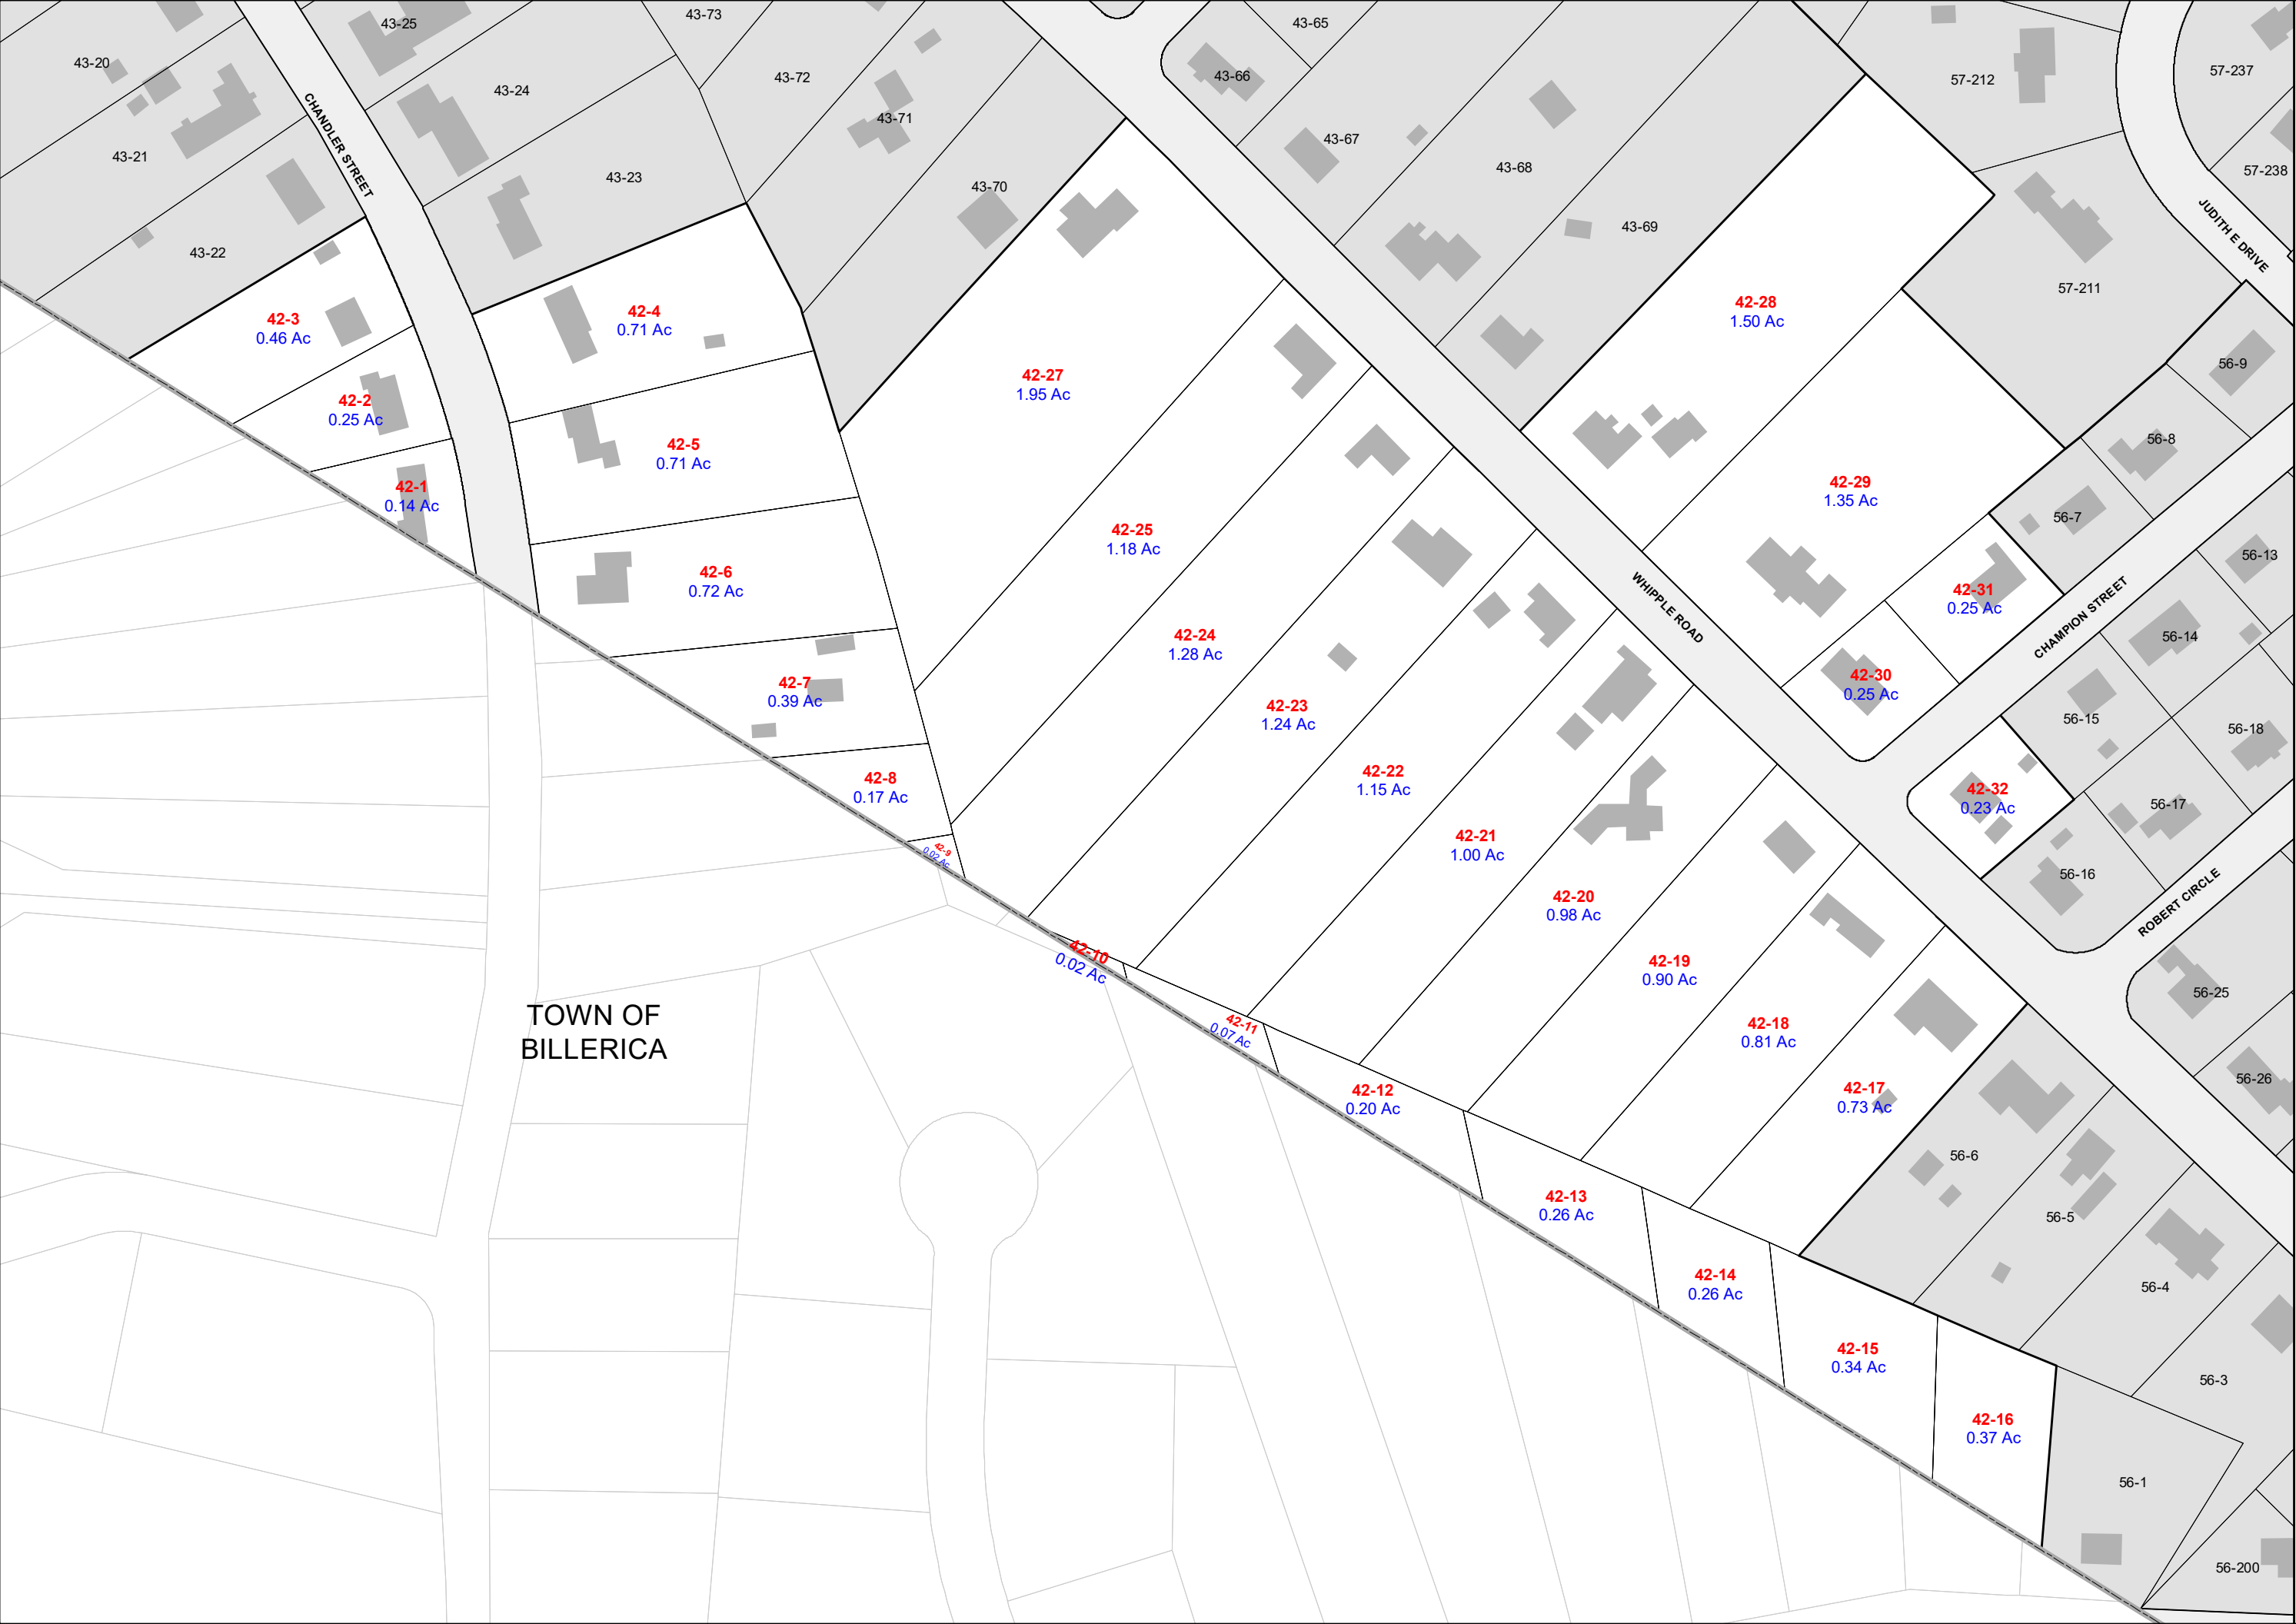 43-73
43-25
43-65
43-20
43-24
43-72
43-66
57-212
57-237
43-71
43-67
CHANDLER STREET
43-21
43-23
43-70
43-68
57-238
43-22
43-69
JUDITH E DRIVE
57-211
42-3
0.46 Ac
42-4
0.71 Ac
42-28
1.50 Ac
42-27
1.95 Ac
56-9
42-2
0.25 Ac
42-5
0.71 Ac
56-8
42-1
0.14 Ac
42-29
1.35 Ac
56-7
42-25
1.18 Ac
56-13
42-6
0.72 Ac
42-31
0.25 Ac
WHIPPLE ROAD
CHAMPION STREET
42-24
1.28 Ac
56-14
42-7
0.39 Ac
42-30
0.25 Ac
42-23
1.24 Ac
56-15
56-18
42-8
0.17 Ac
42-22
1.15 Ac
42-32
0.23 Ac
56-17
42-9
0.02 Ac
42-21
1.00 Ac
56-16
42-20
0.98 Ac
ROBERT CIRCLE
42-10
0.02 Ac
42-19
0.90 Ac
56-25
TOWN OF
BILLERICA
42-11
0.07 Ac
42-18
0.81 Ac
56-26
42-12
0.20 Ac
42-17
0.73 Ac
56-6
42-13
0.26 Ac
56-5
42-14
0.26 Ac
56-4
42-15
0.34 Ac
56-3
42-16
0.37 Ac
56-1
56-200